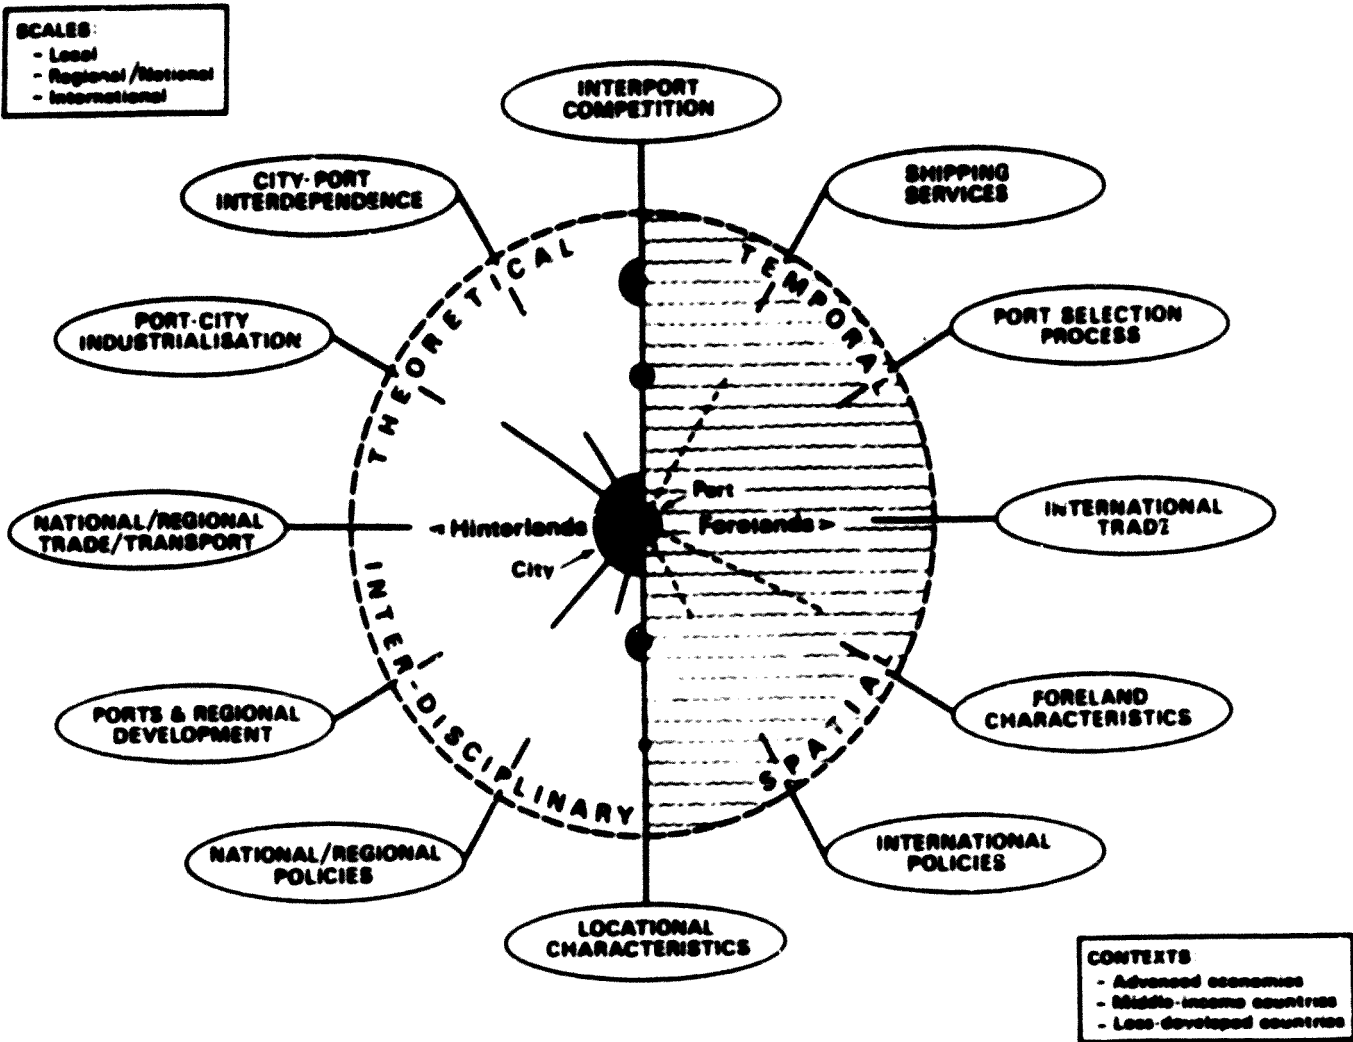 SCALES:
- Local
- Regional/National
- International
INTERPORT
COMPETITION
CITY-PORT
INTERDEPENDENCE
SHIPPING
SERVICES
PORT-CITY
INDUSTRIALISATION
PORT SELECTION
PROCESS
THEORETICAL
TEMPORAL
NATIONAL/REGIONAL
TRADE/TRANSPORT
INTERNATIONAL
TRADE
Port
Hinterlands
Forelands
City
INTER-DISCIPLINARY
SPATIAL
PORTS & REGIONAL
DEVELOPMENT
FORELAND
CHARACTERISTICS
NATIONAL/REGIONAL
POLICIES
INTERNATIONAL
POLICIES
LOCATIONAL
CHARACTERISTICS
CONTEXTS
- Advanced economies
- Middle-income countries
- Less-developed countries